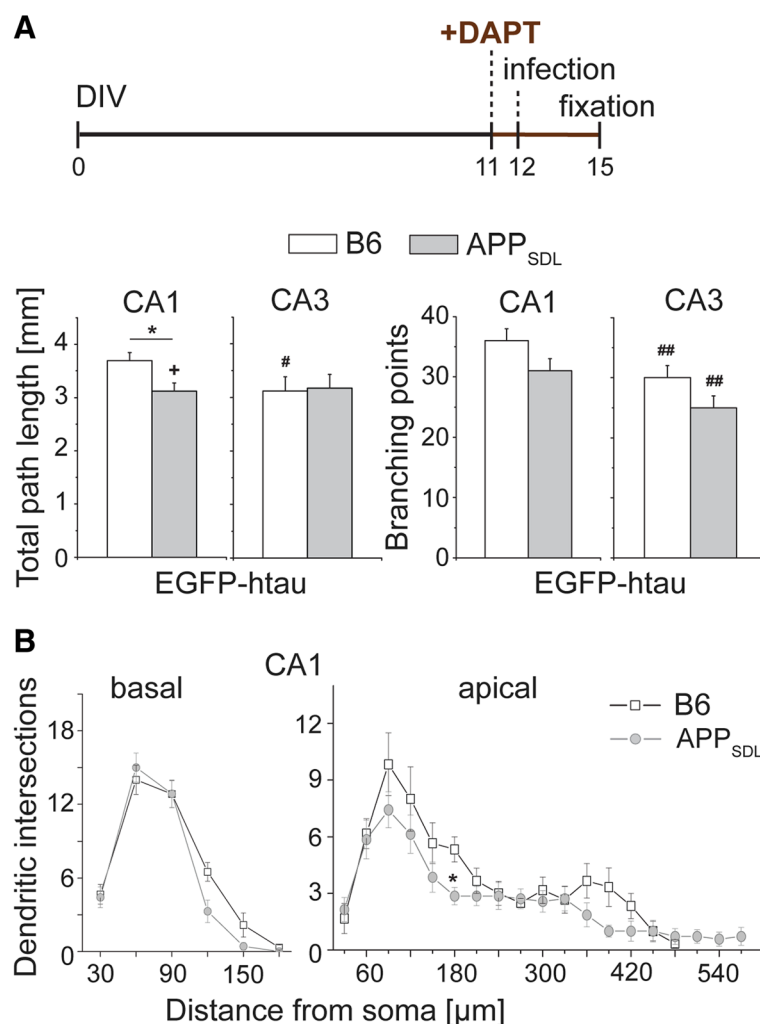 A
+DAPT
infection
DIV
fixation
0 11 12 15
B6 APPSDL
CA1 CA3 CA1 CA3
Total path length [mm]
4
3
2
1
0
*
+
#
Branching points
40
30
20
10
0
##
##
EGFP-htau EGFP-htau
B
CA1
basal apical
B6
APPSDL
Dendritic intersections
18
12
6
0
12
9
6
3
0
*
30 90 150 60 180 300 420 540
Distance from soma [µm]